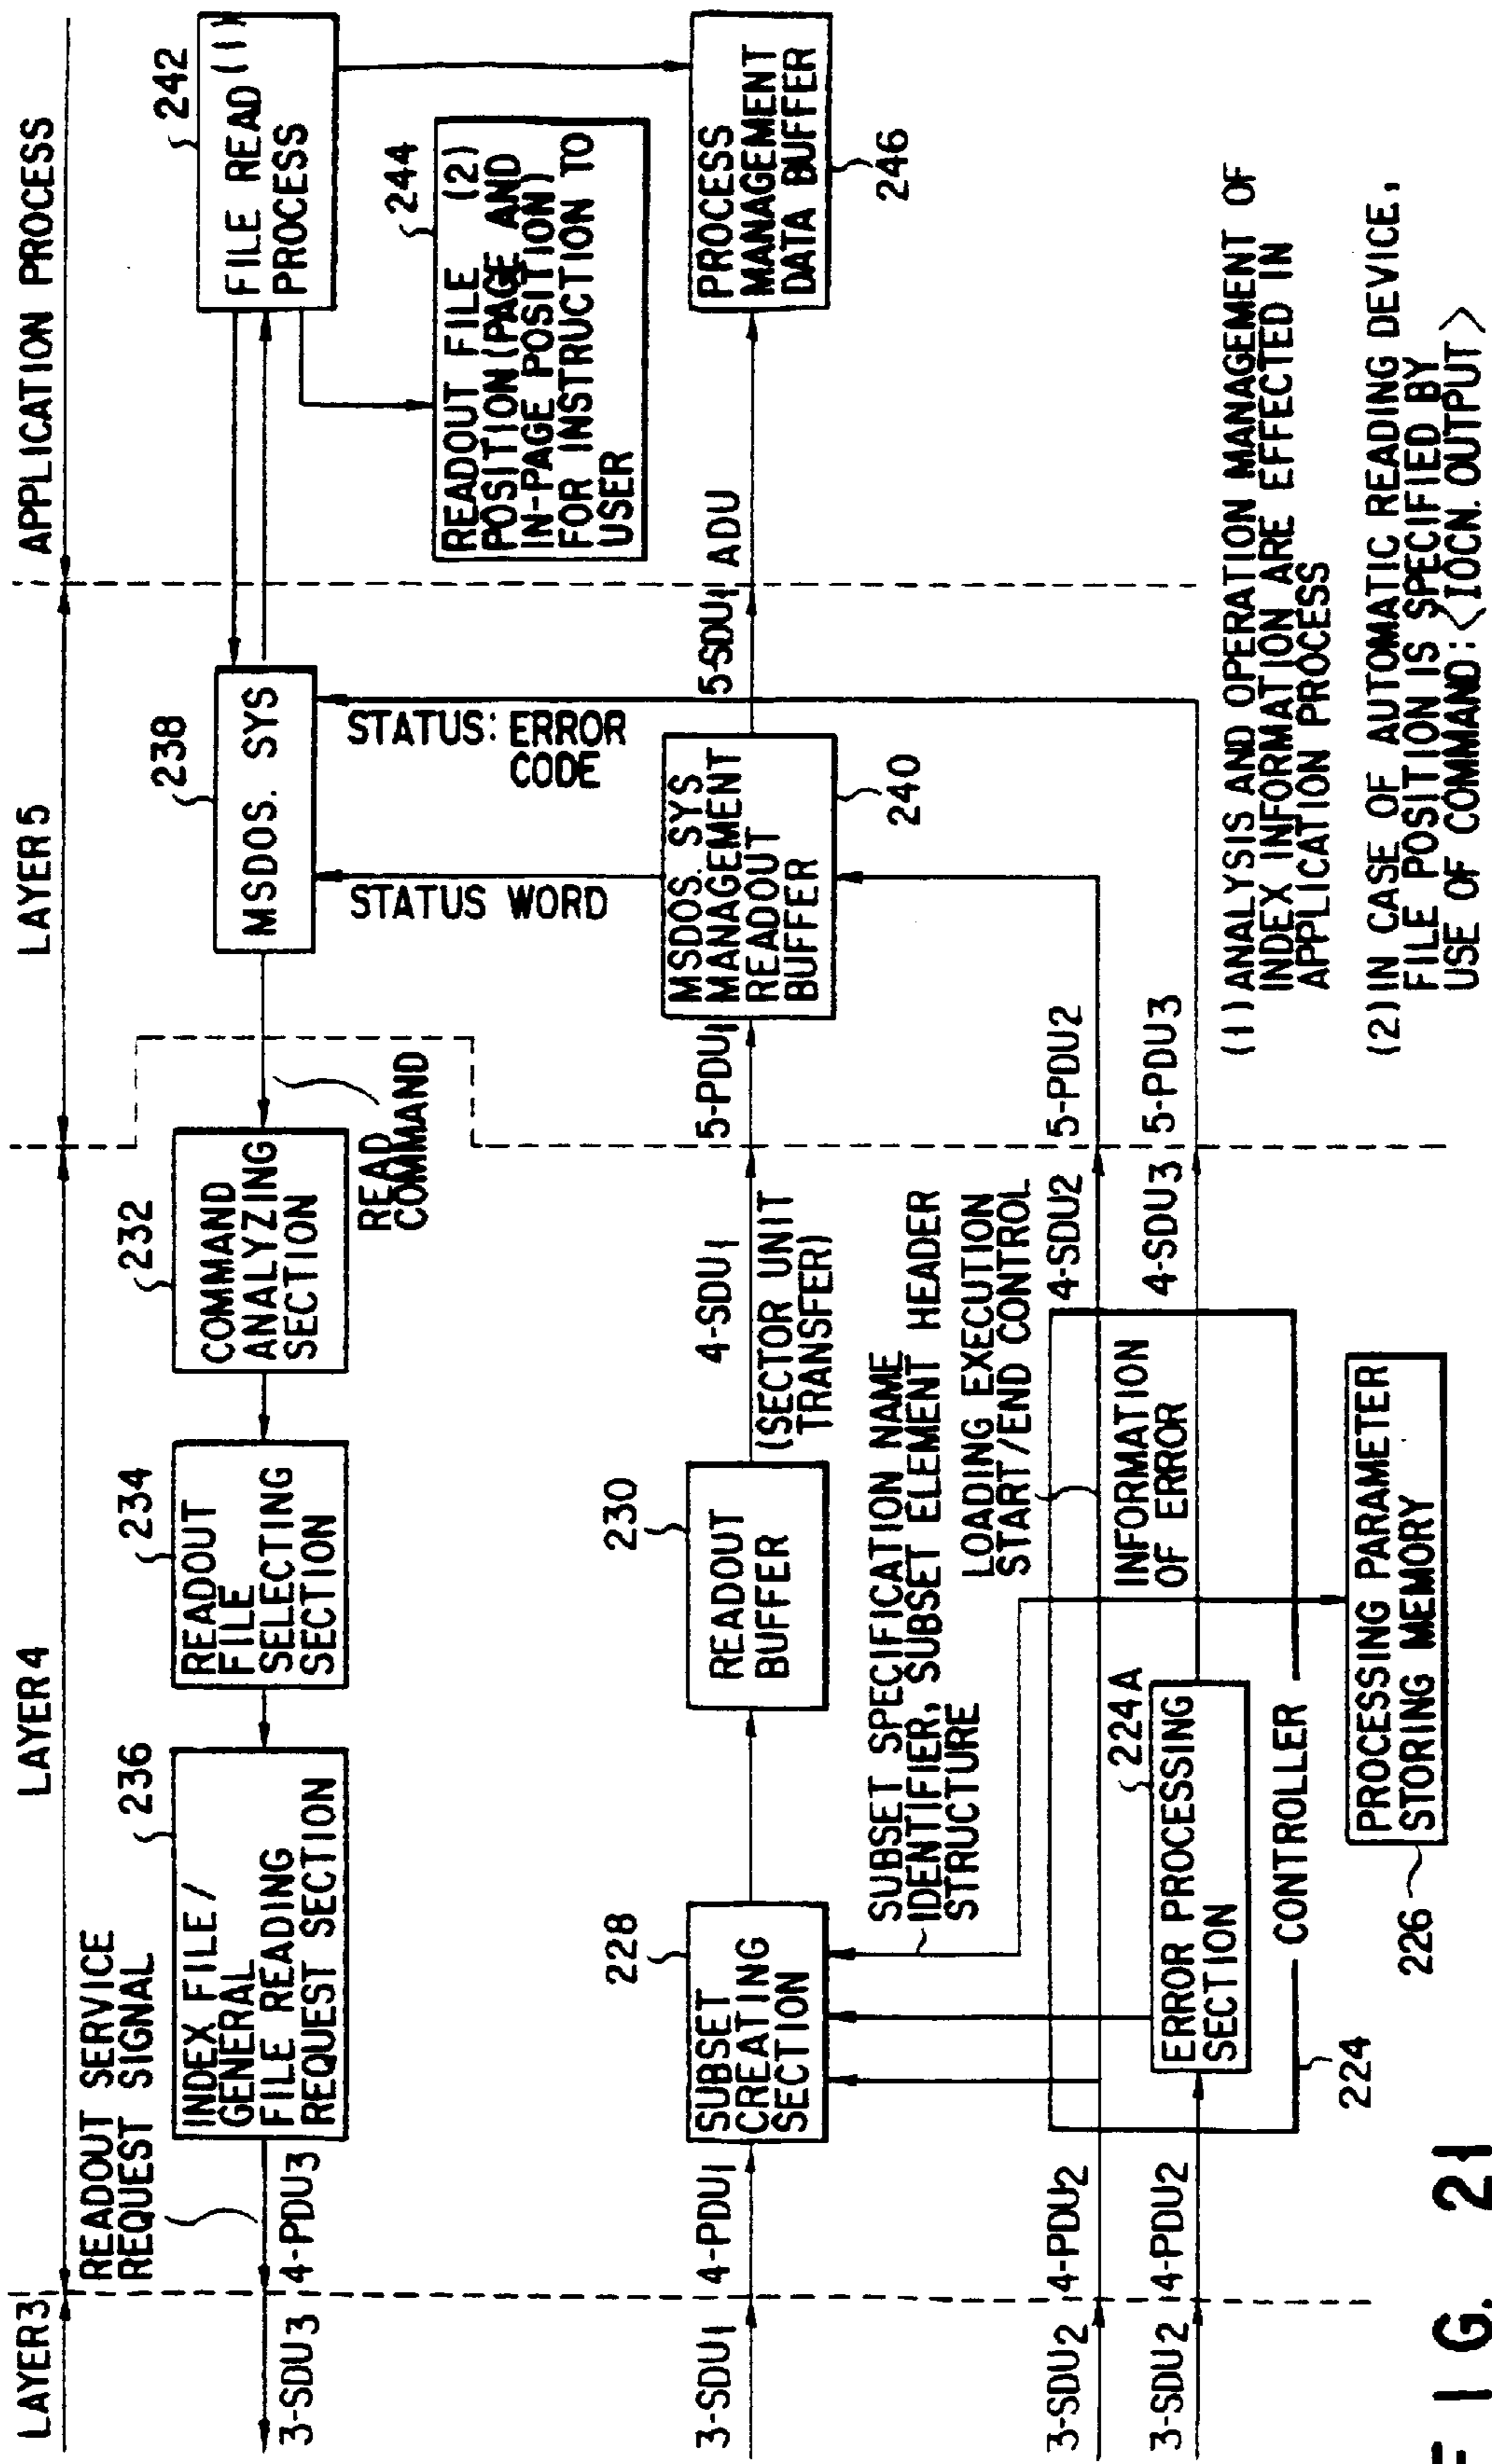 LAYER3
LAYER4
LAYER5
APPLICATION PROCESS
READOUT SERVICE
REQUEST SIGNAL
236
INDEX FILE/
GENERAL
FILE READING
REQUEST SECTION
234
READOUT
FILE
SELECTING
SECTION
232
COMMAND
ANALYZING
SECTION
READ
COMMAND
238
MSDOS. SYS
242
FILE READ (1)
PROCESS
3-SDU3
4-PDU3
STATUS: ERROR
CODE
STATUS WORD
244
READOUT FILE (2)
POSITION(PAGE AND
IN-PAGE POSITION)
FOR INSTRUCTION TO
USER
228
SUBSET
CREATING
SECTION
230
READOUT
BUFFER
3-SDU1
4-PDU1
4-SDU1
(SECTOR UNIT
TRANSFER)
5-PDU1
MSDOS. SYS
MANAGEMENT
READOUT
BUFFER
240
5-SDU1
ADU
PROCESS
MANAGEMENT
DATA BUFFER
246
SUBSET SPECIFICATION NAME
IDENTIFIER, SUBSET ELEMENT HEADER
STRUCTURE
LOADING EXECUTION
START/END CONTROL
3-SDU2
4-PDU2
4-SDU2
5-PDU2
INFORMATION
OF ERROR
3-SDU2
4-PDU2
224A
ERROR PROCESSING
SECTION
4-SDU3
5-PDU3
224
CONTROLLER
226
PROCESSING PARAMETER
STORING MEMORY
(1)ANALYSIS AND OPERATION MANAGEMENT OF
INDEX INFORMATION ARE EFFECTED IN
APPLICATION PROCESS
(2)IN CASE OF AUTOMATIC READING DEVICE,
FILE POSITION IS SPECIFIED BY
USE OF COMMAND:<IOCN. OUTPUT>
FIG. 21